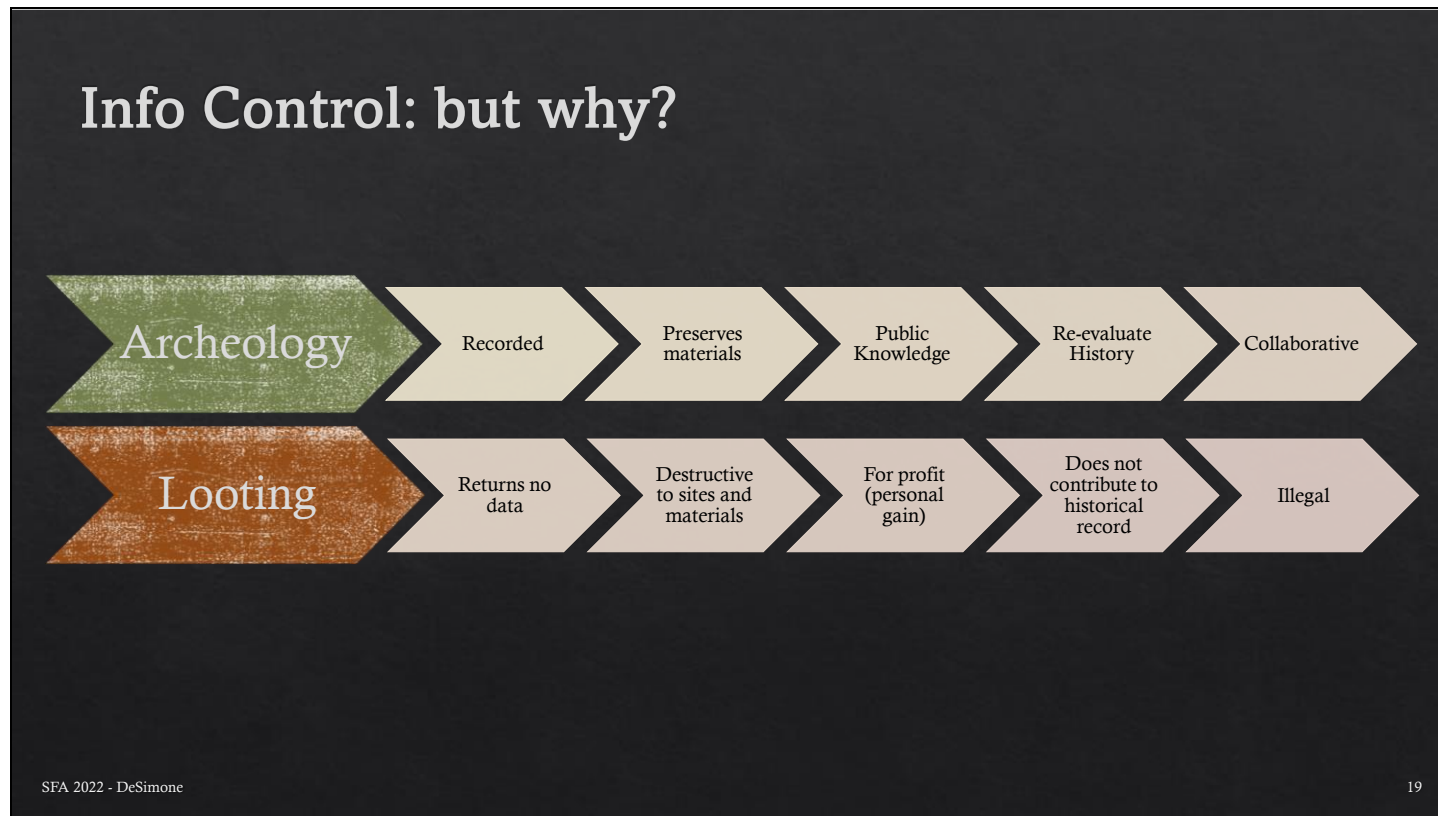 Info Control: but why?
Archeology
Recorded
Preserves
materials
Public
Knowledge
Re-evaluate
History
Collaborative
Looting
Returns no
data
Destructive
to sites and
materials
For profit
(personal
gain)
Does not
contribute to
historical
record
Illegal
SFA 2022 - DeSimone
19